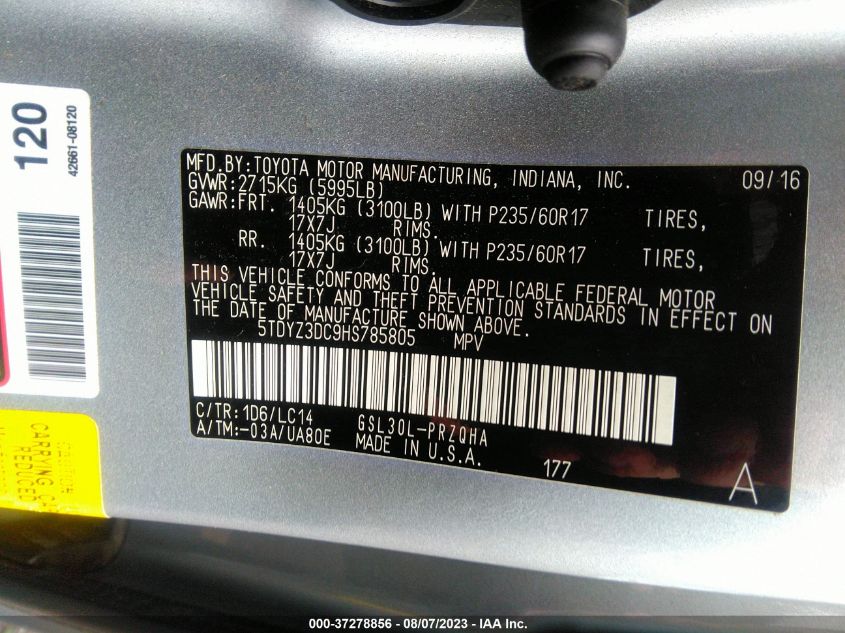 120
42661-08120
MFD.BY:TOYOTA MOTOR MANUFACTURING, INDIANA, INC. 09/16
GVWR:2715KG (5995LB)
GAWR:FRT. 1405KG (3100LB) WITH P235/60R17 TIRES,
17X7J RIMS.
RR. 1405KG (3100LB) WITH P235/60R17 TIRES,
17X7J RIMS.
THIS VEHICLE CONFORMS TO ALL APPLICABLE FEDERAL MOTOR
VEHICLE SAFETY AND THEFT PREVENTION STANDARDS IN EFFECT ON
THE DATE OF MANUFACTURE SHOWN ABOVE.
5TDYZ3DC9HS785805 MPV
C/TR:1D6/LC14 GSL30L-PRZQHA
A/TM:-03A/UA80E MADE IN U.S.A.
177
A
CARRYING
REDUCED
000-37278856 - 08/07/2023 - IAA Inc.